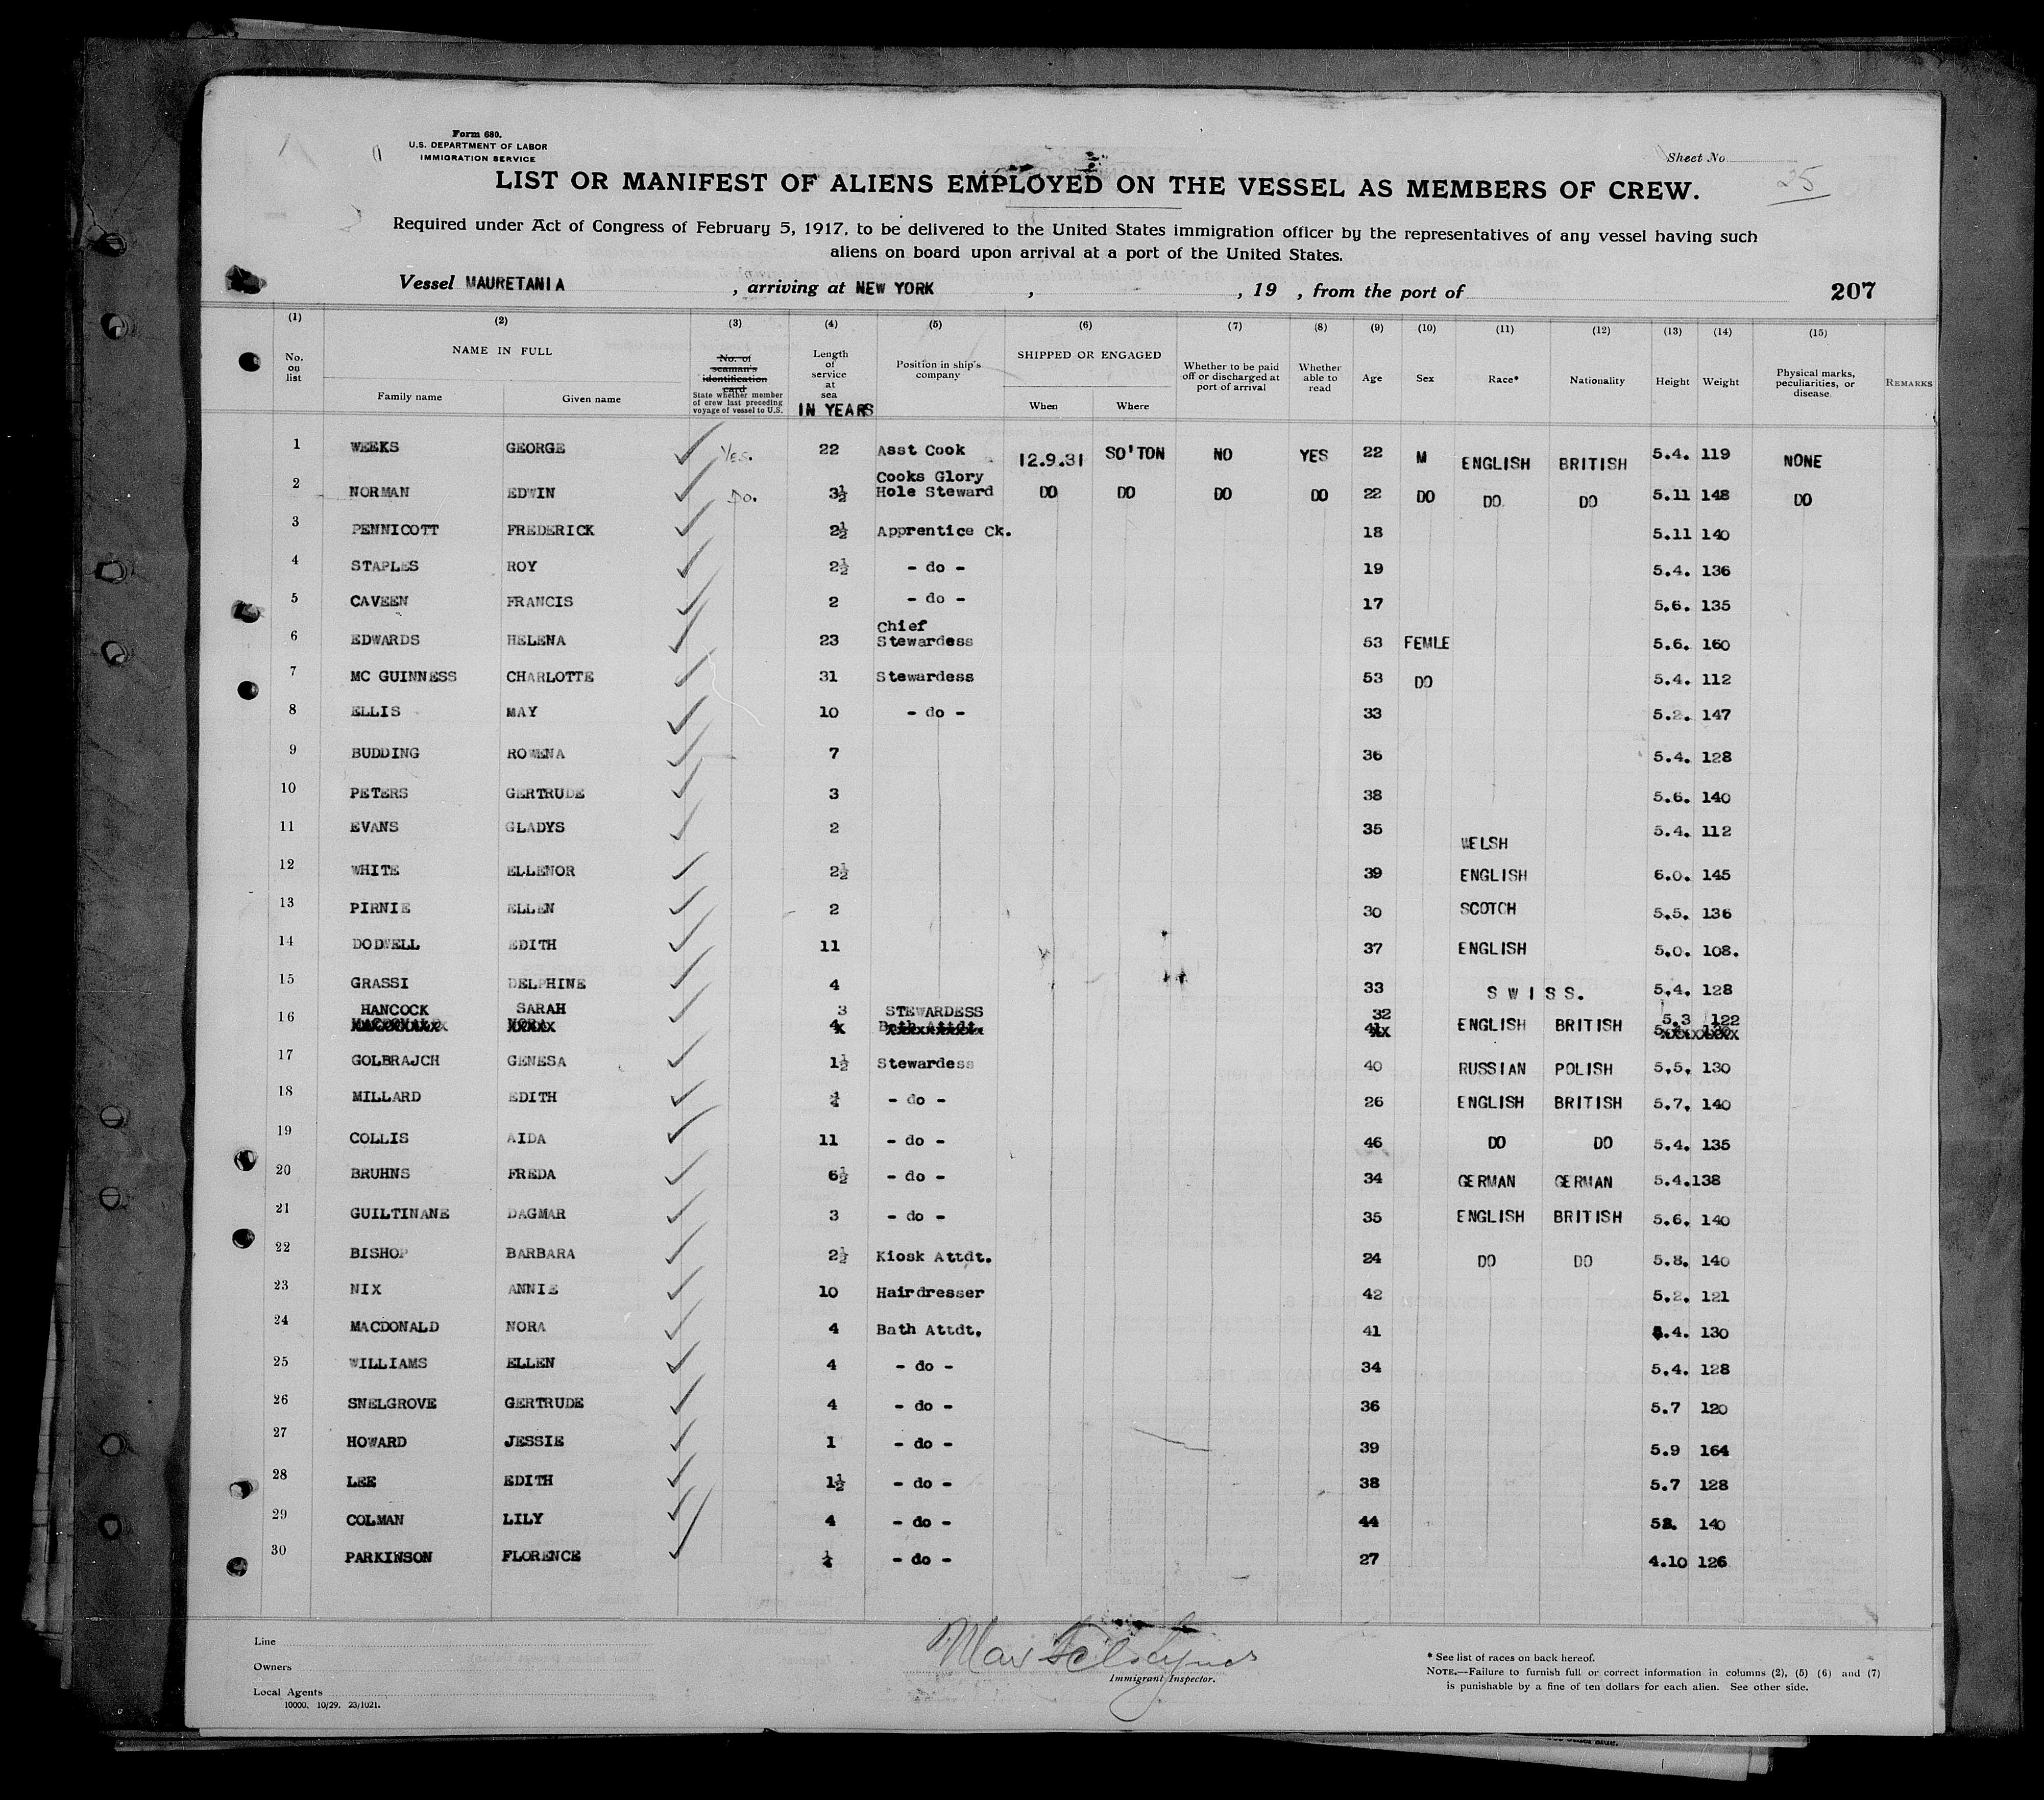 Form 680.
U.S. DEPARTMENT OF LABOR
IMMIGRATION SERVICE
Sheet No
25
LIST OR MANIFEST OF ALIENS EMPLOYED ON THE VESSEL AS MEMBERS OF CREW.
Required under Act of Congress of February 5, 1917, to be delivered to the United States immigration officer by the representatives of any vessel having such
aliens on board upon arrival at a port of the United States.
Vessel MAURETANIA , arriving at NEW YORK , , 19 , from the port of 207
(1) (2) (3) (4) (5) (6) (7) (8) (9) (10) (11) (12) (13) (14) (15)
No. on list NAME IN FULL Family name Given name No. of seaman's identification card State whether member of crew last preceding voyage of vessel to U.S. Length of service at sea IN YEARS Position in ship's company SHIPPED OR ENGAGED When Where Whether to be paid off or discharged at port of arrival Whether able to read Age Sex Race* Nationality Height Weight Physical marks, peculiarities, or disease. REMARKS
1 WEEKS GEORGE Yes. 22 Asst Cook 12.9.31 SO'TON NO YES 22 M ENGLISH BRITISH 5.4. 119 NONE
2 NORMAN EDWIN Do. 3½ Cooks Glory Hole Steward DO DO DO DO 22 DO DO DO 5.11 148 DO
3 PENNICOTT FREDERICK 2½ Apprentice Ck. 18 5.11 140
4 STAPLES ROY 2½ - do - 19 5.4. 136
5 CAVEEN FRANCIS 2 - do - 17 5.6. 135
6 EDWARDS HELENA 23 Chief Stewardess 53 FEMLE 5.6. 160
7 MC GUINNESS CHARLOTTE 31 Stewardess 53 DO 5.4. 112
8 ELLIS MAY 10 - do - 33 5.2. 147
9 BUDDING ROWENA 7 36 5.4. 128
10 PETERS GERTRUDE 3 38 5.6. 140
11 EVANS GLADYS 2 35 WELSH 5.4. 112
12 WHITE ELLENOR 2½ 39 ENGLISH 6.0. 145
13 PIRNIE ELLEN 2 30 SCOTCH 5.5. 136
14 DODWELL EDITH 11 37 ENGLISH 5.0. 108.
15 GRASSI DELPHINE 4 33 SWISS. 5.4. 128
HANCOCK SARAH 3 STEWARDESS 32 5.3 122
16 MACDONALD NORA 4 Bath Attdt. 41 ENGLISH BRITISH
17 GOLBRAJCH GENESA 1½ Stewardess 40 RUSSIAN POLISH 5.5. 130
18 MILLARD EDITH - do - 26 ENGLISH BRITISH 5.7. 140
19 COLLIS AIDA 11 - do - 46 DO DO 5.4. 135
20 BRUHNS FREDA 6½ - do - 34 GERMAN GERMAN 5.4.138
21 GUILTINANE DAGMAR 3 - do - 35 ENGLISH BRITISH 5.6. 140
22 BISHOP BARBARA 2½ Kiosk Attdt. 24 DO DO 5.8. 140
23 NIX ANNIE 10 Hairdresser 42 5.2. 121
24 MACDONALD NORA 4 Bath Attdt. 41 5.4. 130
25 WILLIAMS ELLEN 4 - do - 34 5.4. 128
26 SNELGROVE GERTRUDE 4 - do - 36 5.7 120
27 HOWARD JESSIE 1 - do - 39 5.9 164
28 LEE EDITH 1½ - do - 38 5.7 128
29 COLMAN LILY 4 - do - 44 52. 140
30 PARKINSON FLORENCE - do - 27 4.10 126
Line
Owners
Local Agents
10000. 10/29. 23/1021.
Immigrant Inspector.
* See list of races on back hereof.
NOTE.—Failure to furnish full or correct information in columns (2), (5) (6) and (7)
is punishable by a fine of ten dollars for each alien. See other side.